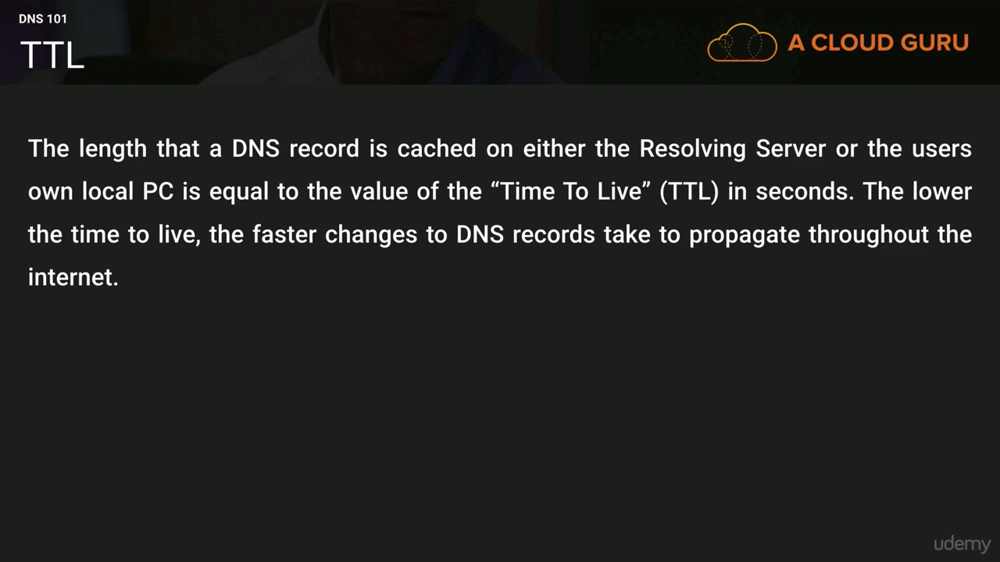 DNS 101
TTL
A CLOUD GURU
The length that a DNS record is cached on either the Resolving Server or the users
own local PC is equal to the value of the “Time To Live” (TTL) in seconds. The lower
the time to live, the faster changes to DNS records take to propagate throughout the
internet.
udemy